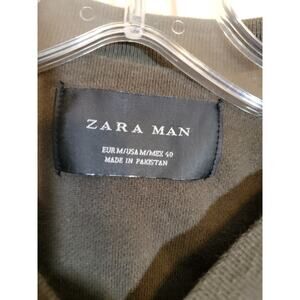 ZARA MAN
EUR M/USA M/MEX 40
MADE IN PAKISTAN